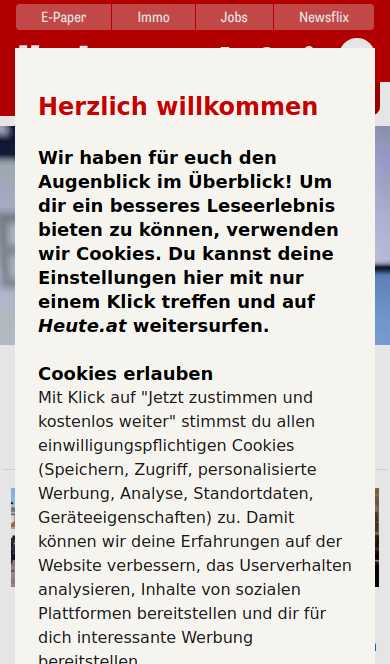 E-Paper Immo Jobs Newsflix
Herzlich willkommen
Wir haben für euch den
Augenblick im Überblick! Um
dir ein besseres Leseerlebnis
bieten zu können, verwenden
wir Cookies. Du kannst deine
Einstellungen hier mit nur
einem Klick treffen und auf
Heute.at weitersurfen.
Cookies erlauben
Mit Klick auf "Jetzt zustimmen und
kostenlos weiter" stimmst du allen
einwilligungspflichtigen Cookies
(Speichern, Zugriff, personalisierte
Werbung, Analyse, Standortdaten,
Geräteeigenschaften) zu. Damit
können wir deine Erfahrungen auf der
Website verbessern, das Userverhalten
analysieren, Inhalte von sozialen
Plattformen bereitstellen und dir für
dich interessante Werbung
bereitstellen.